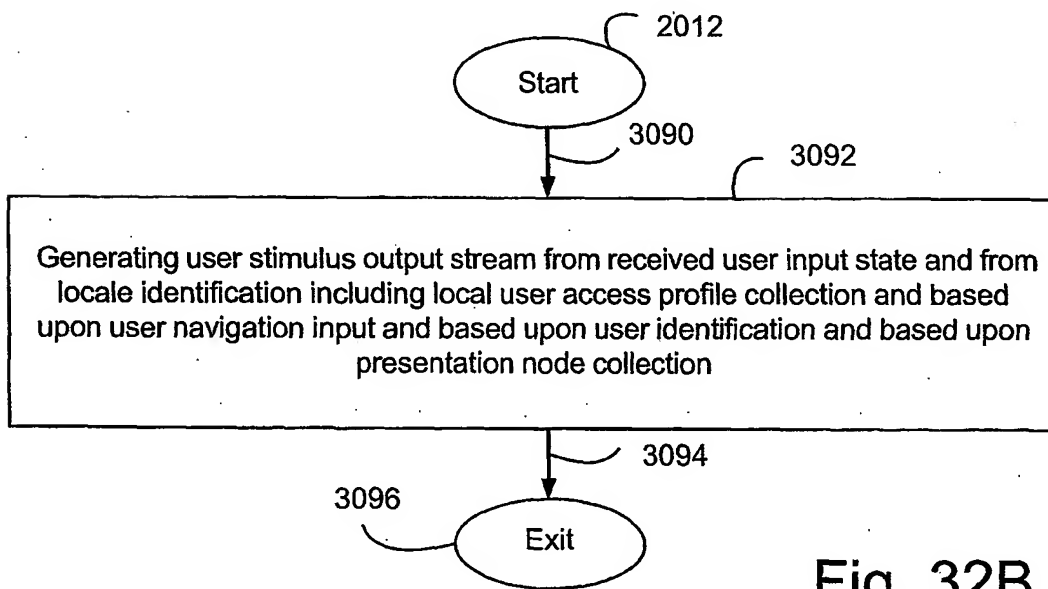 2012
Start
3090
3092
Generating user stimulus output stream from received user input state and from
locale identification including local user access profile collection and based
upon user navigation input and based upon user identification and based upon
presentation node collection
3094
3096
Exit
Fig. 32B